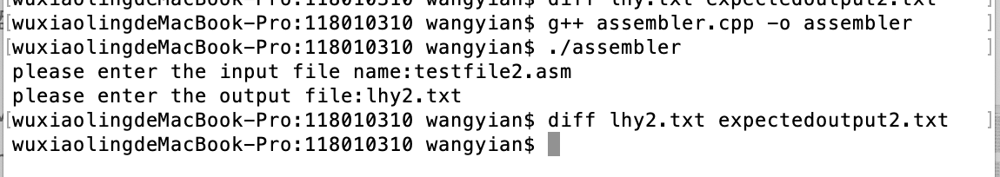 [wuxiaolingdeMacBook-Pro:118010310 wangyian$ diff lhy.txt expectedoutput2.txt ]
[wuxiaolingdeMacBook-Pro:118010310 wangyian$ g++ assembler.cpp -o assembler ]
[wuxiaolingdeMacBook-Pro:118010310 wangyian$ ./assembler ]
please enter the input file name:testfile2.asm
please enter the output file:lhy2.txt
[wuxiaolingdeMacBook-Pro:118010310 wangyian$ diff lhy2.txt expectedoutput2.txt ]
wuxiaolingdeMacBook-Pro:118010310 wangyian$